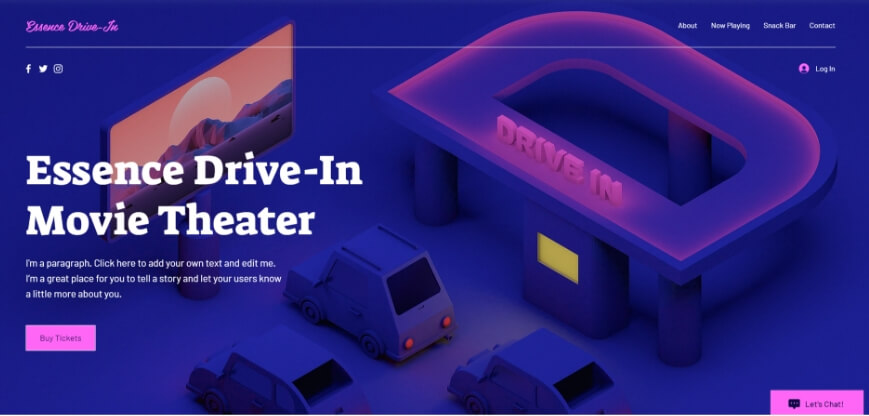 Essence Drive-In
About Now Playing Snack Bar Contact
Log In
DRIVE IN
Essence Drive-In
Movie Theater
I'm a paragraph. Click here to add your own text and edit me.
I'm a great place for you to tell a story and let your users know
a little more about you.
Buy Tickets
Let's Chat!